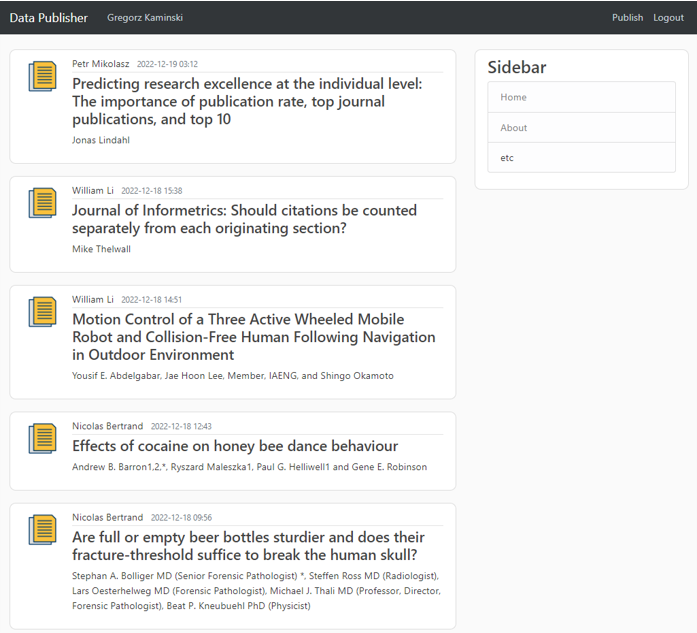 Data Publisher Gregorz Kaminski Publish Logout
Petr Mikolasz 2022-12-19 03:12
Predicting research excellence at the individual level:
The importance of publication rate, top journal
publications, and top 10
Jonas Lindahl
William Li 2022-12-18 15:38
Journal of Informetrics: Should citations be counted
separately from each originating section?
Mike Thelwall
William Li 2022-12-18 14:51
Motion Control of a Three Active Wheeled Mobile
Robot and Collision-Free Human Following Navigation
in Outdoor Environment
Yousif E. Abdelgabar, Jae Hoon Lee, Member, IAENG, and Shingo Okamoto
Nicolas Bertrand 2022-12-18 12:43
Effects of cocaine on honey bee dance behaviour
Andrew B. Barron1,2,*, Ryszard Maleszka1, Paul G. Helliwell1 and Gene E. Robinson
Nicolas Bertrand 2022-12-18 09:56
Are full or empty beer bottles sturdier and does their
fracture-threshold suffice to break the human skull?
Stephan A. Bolliger MD (Senior Forensic Pathologist) *, Steffen Ross MD (Radiologist),
Lars Oesterhelweg MD (Forensic Pathologist), Michael J. Thali MD (Professor, Director,
Forensic Pathologist), Beat P. Kneubuehl PhD (Physicist)
Sidebar
Home
About
etc